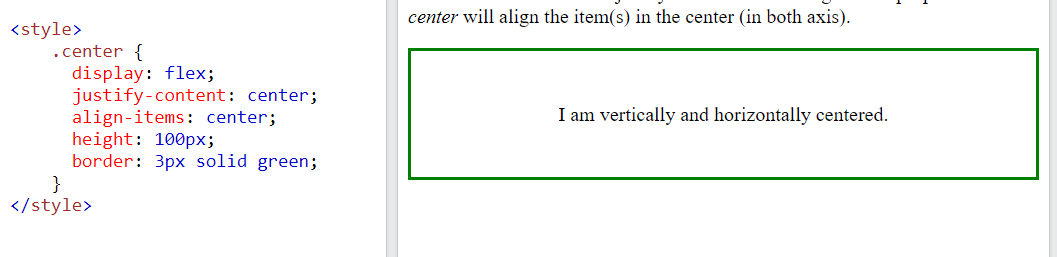 <style>
.center {
display: flex;
justify-content: center;
align-items: center;
height: 100px;
border: 3px solid green;
}
</style>
center will align the item(s) in the center (in both axis).
I am vertically and horizontally centered.